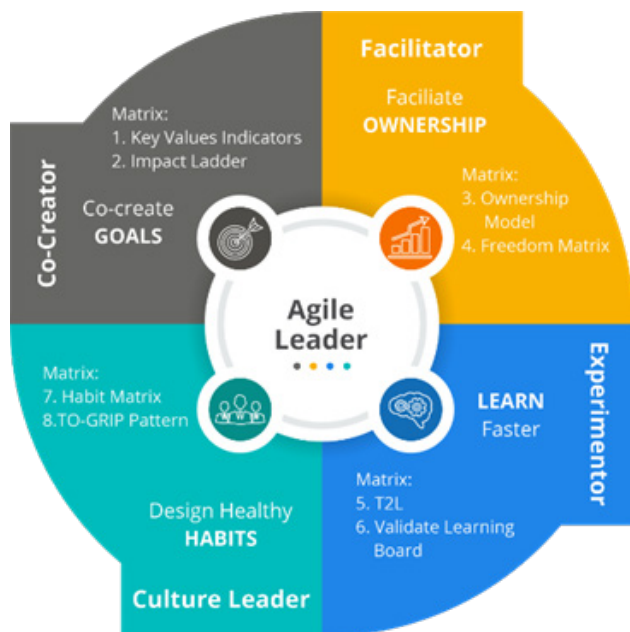 Co-Creator
Matrix:
1. Key Values Indicators
2. Impact Ladder
Co-create
GOALS
Facilitator
Faciliate
OWNERSHIP
Matrix:
3. Ownership
Model
4. Freedom Matrix
Agile
Leader
Experimentor
LEARN
Faster
Matrix:
5. T2L
6. Validate Learning
Board
Matrix:
7. Habit Matrix
8.TO-GRIP Pattern
Design Healthy
HABITS
Culture Leader